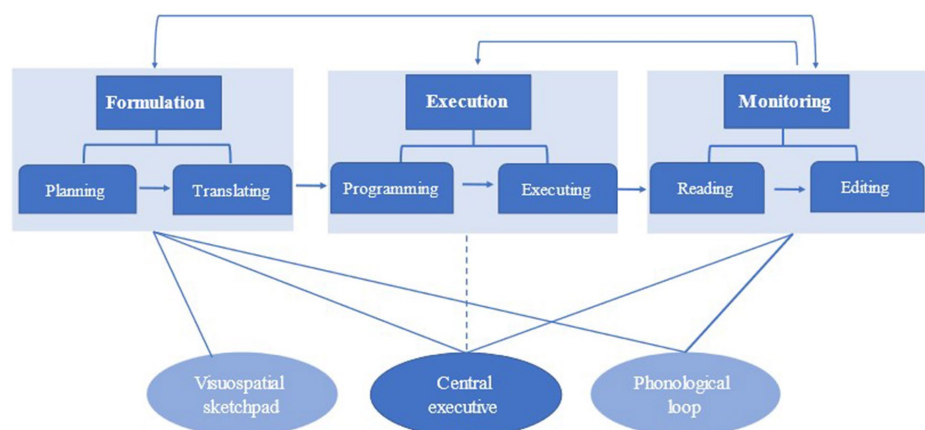 Formulation
Execution
Monitoring
Planning
Translating
Programming
Executing
Reading
Editing
Visuospatial
sketchpad
Central
executive
Phonological
loop